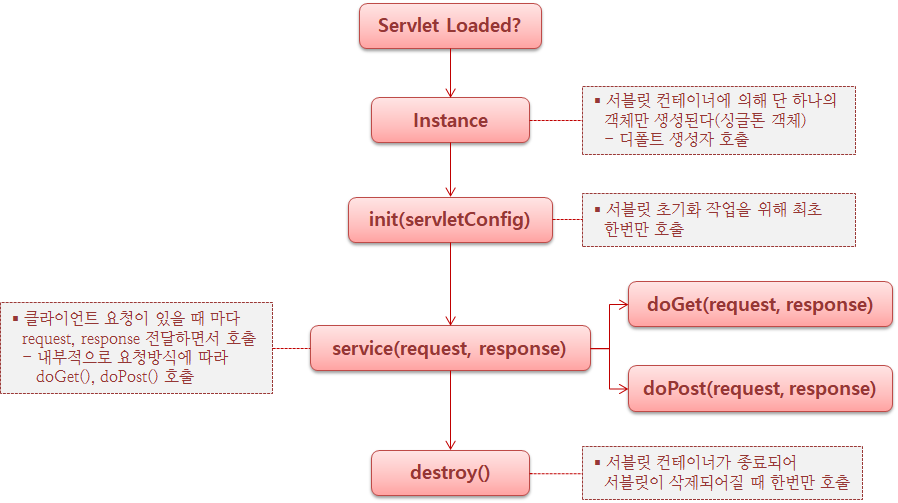 Servlet Loaded?
Instance
▪ 서블릿 컨테이너에 의해 단 하나의
객체만 생성된다(싱글톤 객체)
– 디폴트 생성자 호출
init(servletConfig)
▪ 서블릿 초기화 작업을 위해 최초
한번만 호출
▪ 클라이언트 요청이 있을 때 마다
request, response 전달하면서 호출
– 내부적으로 요청방식에 따라
doGet(), doPost() 호출
service(request, response)
doGet(request, response)
doPost(request, response)
destroy()
▪ 서블릿 컨테이너가 종료되어
서블릿이 삭제되어질 때 한번만 호출